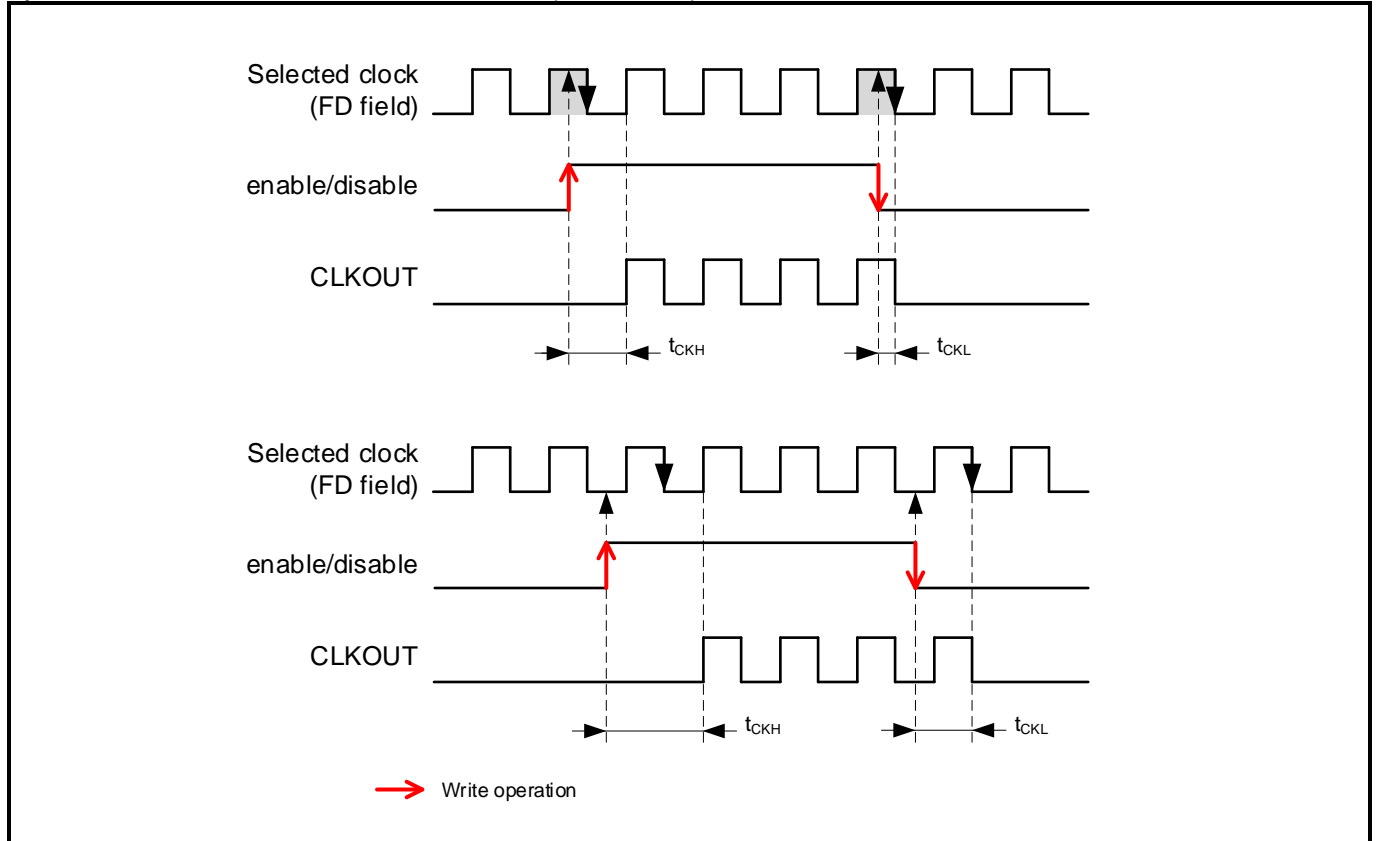 Selected clock
(FD field)
enable/disable
CLKOUT
tCKH
tCKL
Selected clock
(FD field)
enable/disable
CLKOUT
tCKH
tCKL
Write operation